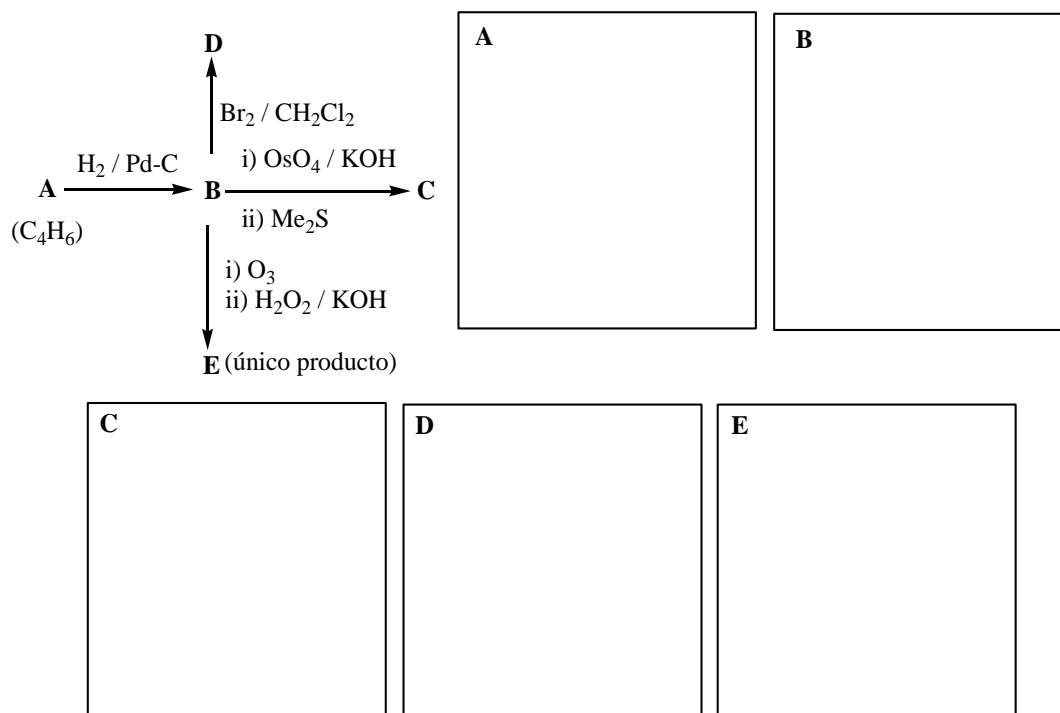 D
Br2 / CH2Cl2
H2 / Pd-C
i) OsO4 / KOH
A
B
C
(C4H6)
ii) Me2S
i) O3
ii) H2O2 / KOH
E (único producto)
A
B
C
D
E